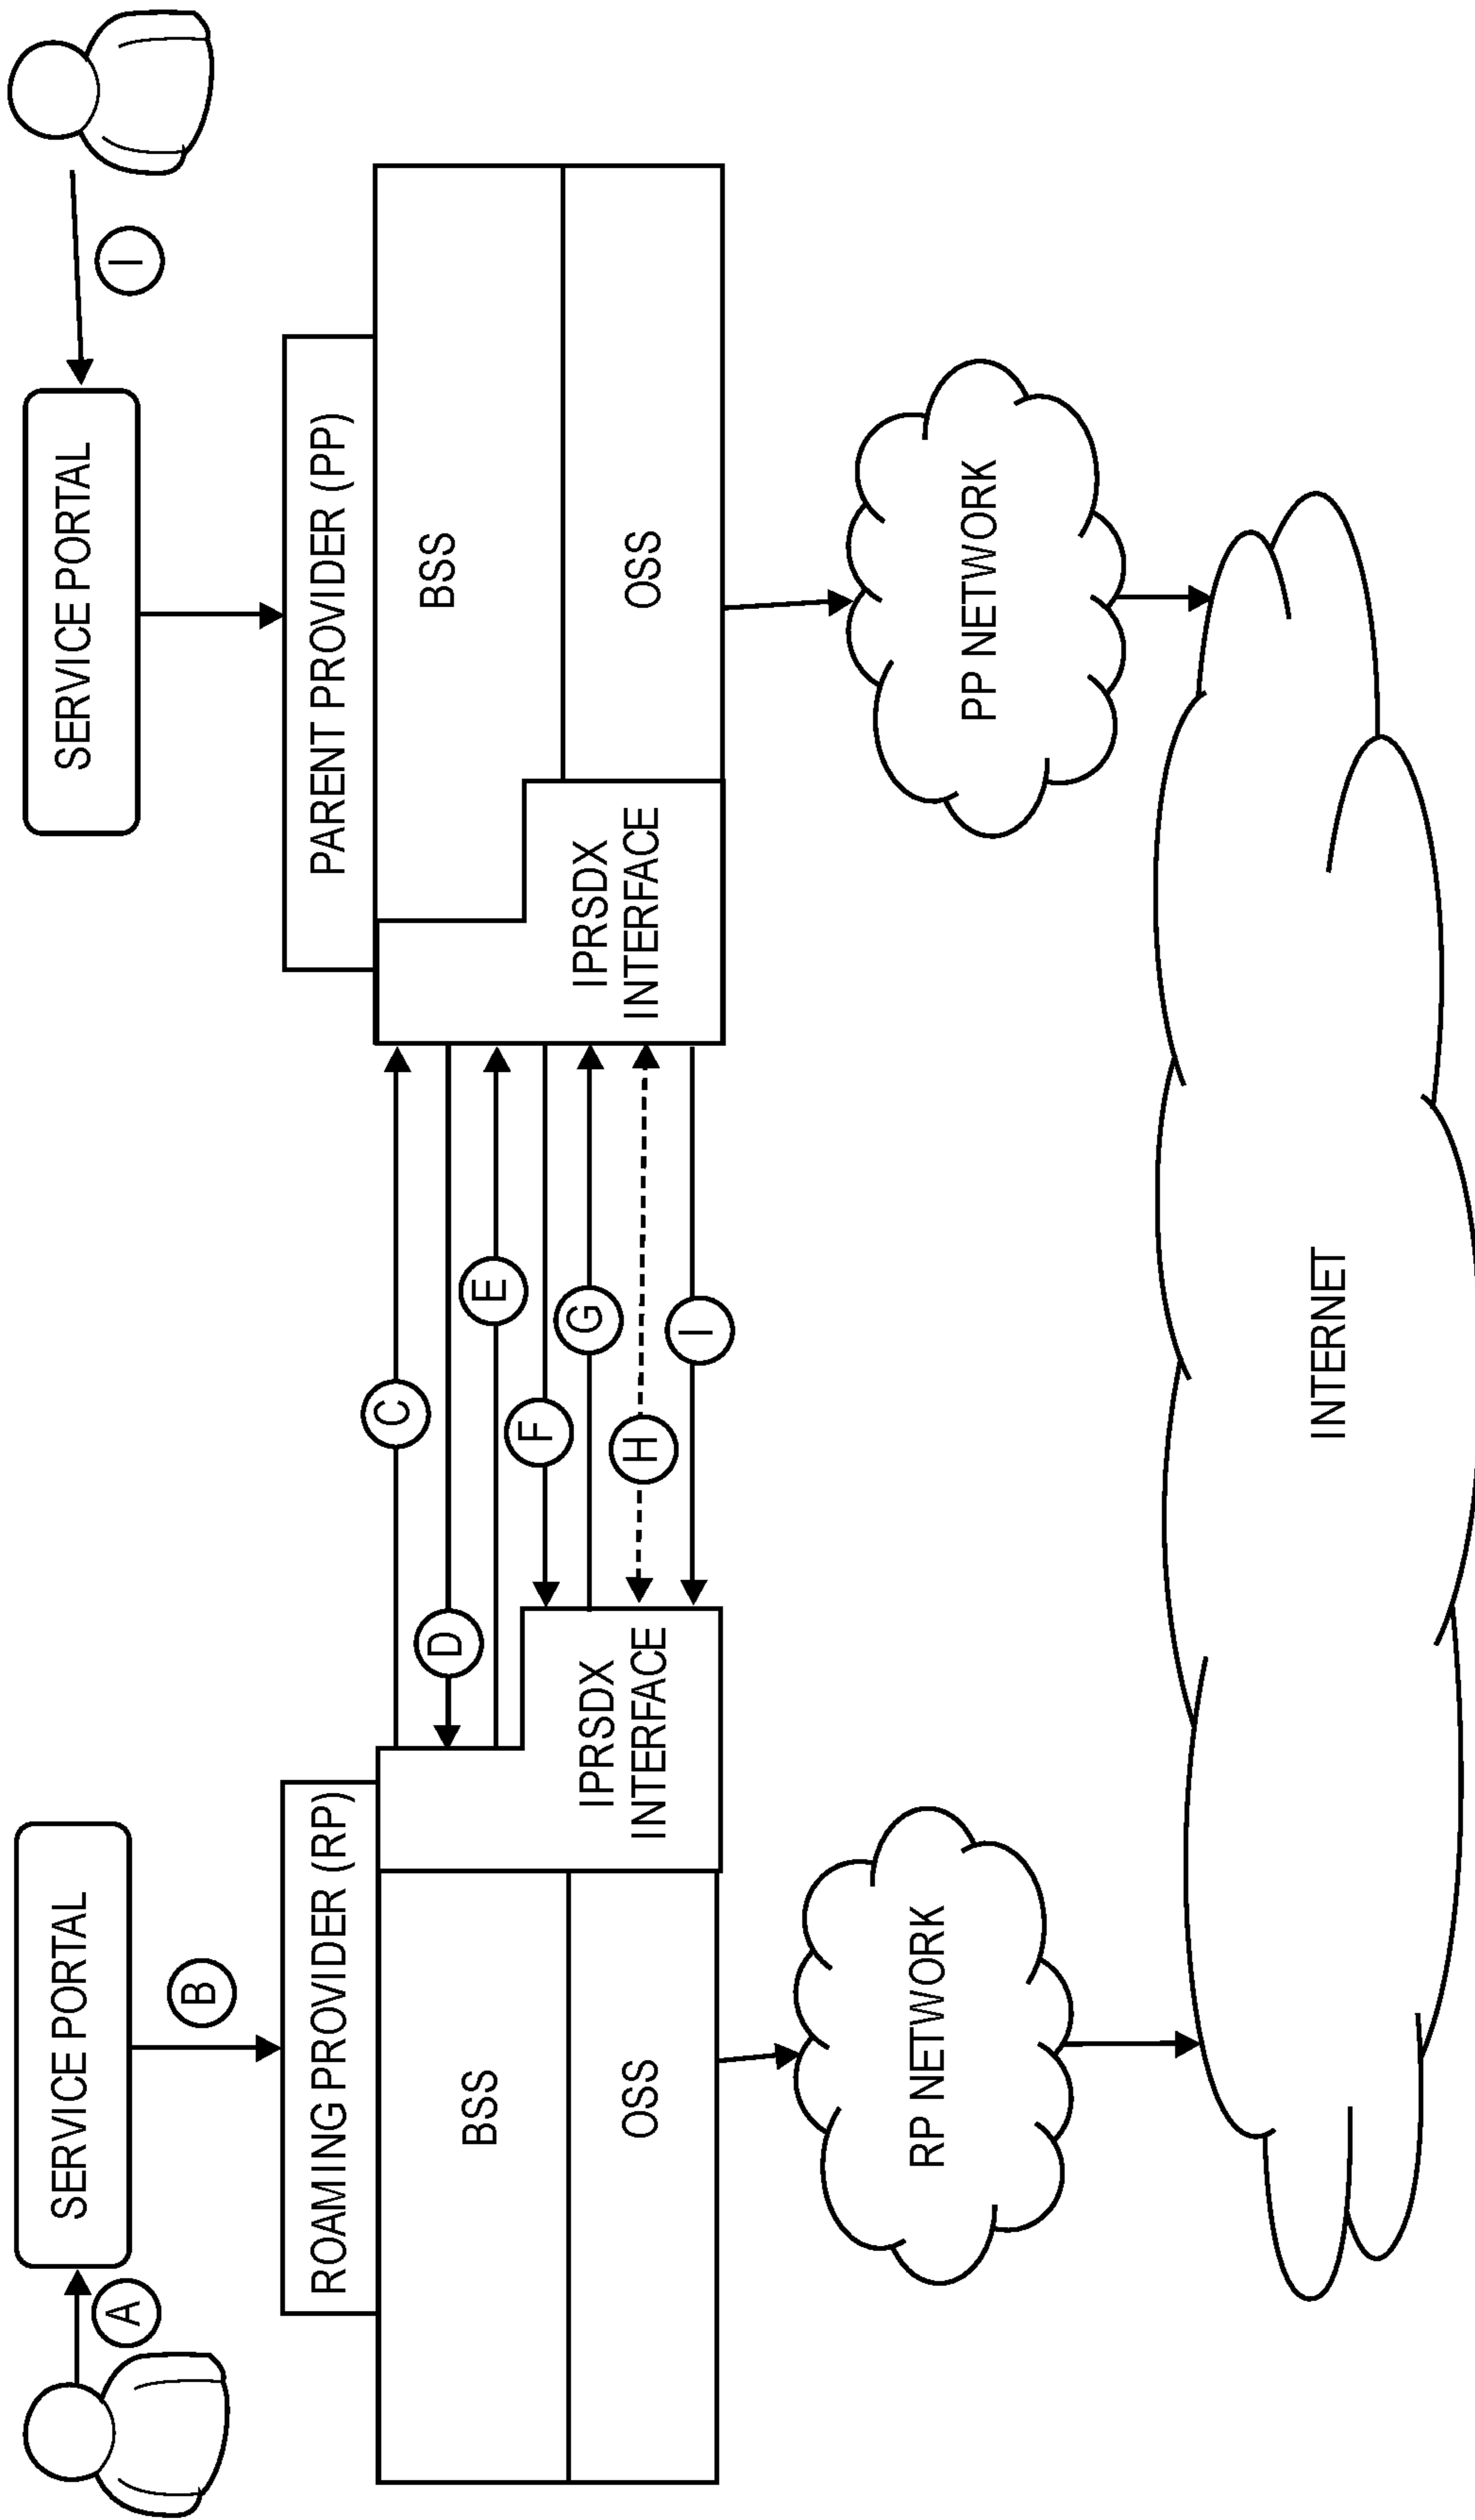 SERVICE PORTAL
SERVICE PORTAL
A
B
I
ROAMING PROVIDER (RP)
PARENT PROVIDER (PP)
BSS
OSS
IPRSDX
INTERFACE
C
D
E
F
G
H
I
IPRSDX
INTERFACE
BSS
OSS
RP NETWORK
PP NETWORK
INTERNET